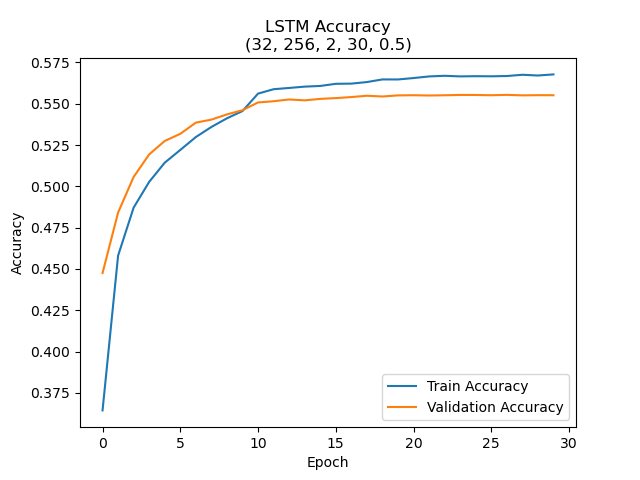 LSTM Accuracy
(32, 256, 2, 30, 0.5)
0.575
0.550
0.525
0.500
0.475
0.450
0.425
0.400
0.375
Accuracy
Train Accuracy
Validation Accuracy
0 5 10 15 20 25 30
Epoch